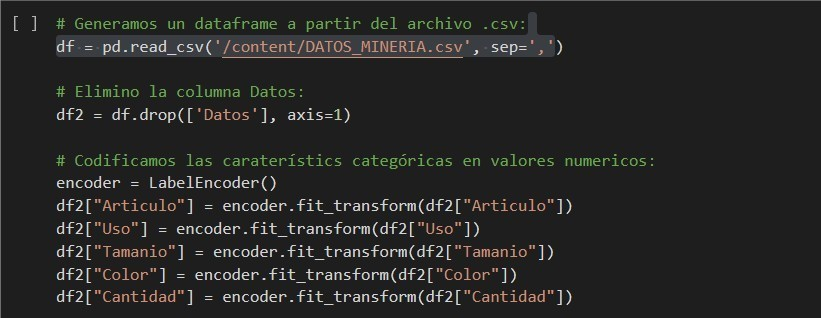 [ ] # Generamos un dataframe a partir del archivo .csv:
df = pd.read_csv('/content/DATOS_MINERIA.csv', sep=',')
# Elimino la columna Datos:
df2 = df.drop(['Datos'], axis=1)
# Codificamos las caraterístics categóricas en valores numericos:
encoder = LabelEncoder()
df2["Articulo"] = encoder.fit_transform(df2["Articulo"])
df2["Uso"] = encoder.fit_transform(df2["Uso"])
df2["Tamanio"] = encoder.fit_transform(df2["Tamanio"])
df2["Color"] = encoder.fit_transform(df2["Color"])
df2["Cantidad"] = encoder.fit_transform(df2["Cantidad"])